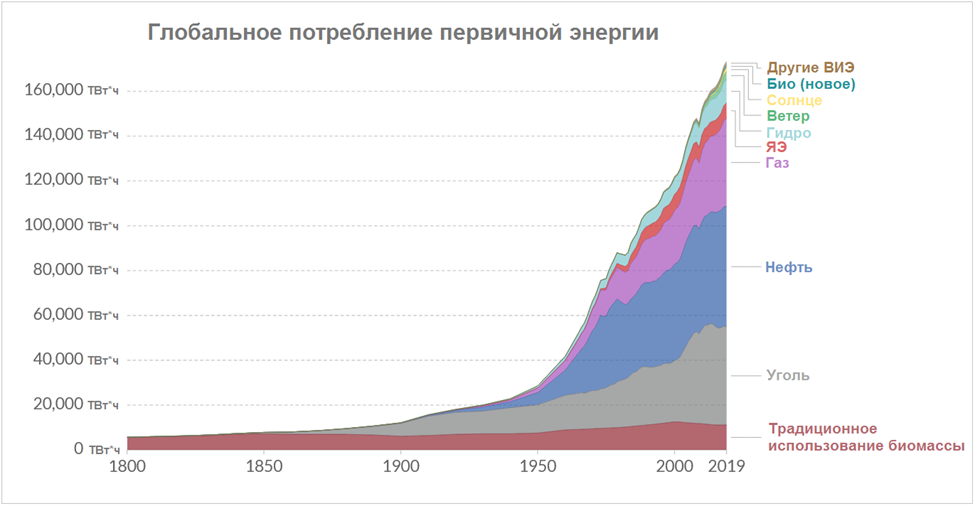 Глобальное потребление первичной энергии
160,000 ТВт*ч
140,000 ТВт*ч
120,000 ТВт*ч
100,000 ТВт*ч
80,000 ТВт*ч
60,000 ТВт*ч
40,000 ТВт*ч
20,000 ТВт*ч
0 ТВт*ч
1800 1850 1900 1950 2000 2019
Другие ВИЭ
Био (новое)
Солнце
Ветер
Гидро
ЯЭ
Газ
Нефть
Уголь
Традиционное
использование биомассы